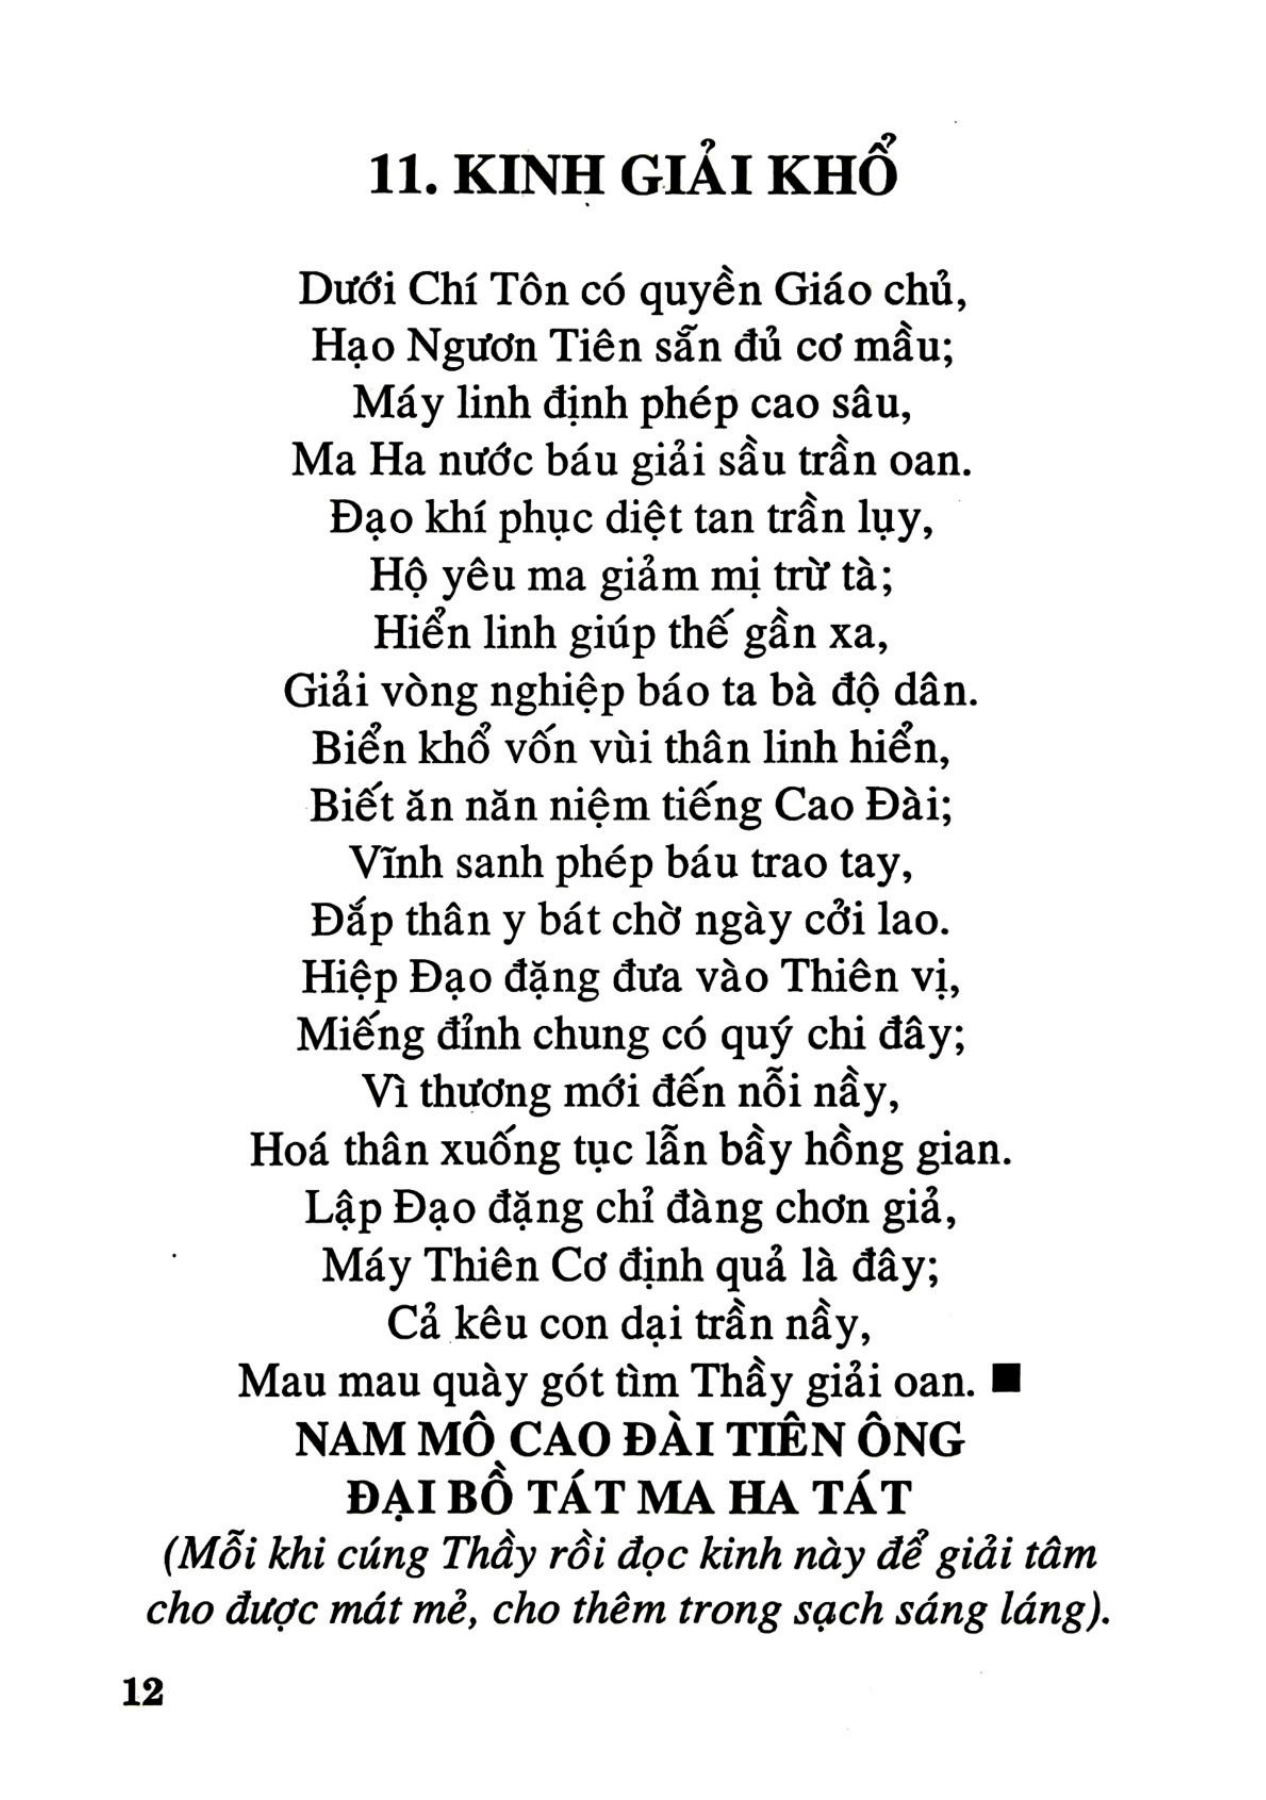 11. KINH GIẢI KHỔ
Dưới Chí Tôn có quyền Giáo chủ,
Hạo Ngươn Tiên sẵn đủ cơ mầu;
Máy linh định phép cao sâu,
Ma Ha nước báu giải sầu trần oan.
Đạo khí phục diệt tan trần lụy,
Hộ yêu ma giảm mị trừ tà;
Hiển linh giúp thế gần xa,
Giải vòng nghiệp báo ta bà độ dân.
Biển khổ vốn vùi thân linh hiển,
Biết ăn năn niệm tiếng Cao Đài;
Vĩnh sanh phép báu trao tay,
Đắp thân y bát chờ ngày cởi lao.
Hiệp Đạo đặng đưa vào Thiên vị,
Miếng đỉnh chung có quý chi đây;
Vì thương mới đến nỗi nầy,
Hoá thân xuống tục lẫn bầy hồng gian.
Lập Đạo đặng chỉ đàng chơn giả,
Máy Thiên Cơ định quả là đây;
Cả kêu con dại trần nầy,
Mau mau quày gót tìm Thầy giải oan. ■
NAM MÔ CAO ĐÀI TIÊN ÔNG
ĐẠI BỒ TÁT MA HA TÁT
(Mỗi khi cúng Thầy rồi đọc kinh này để giải tâm
cho được mát mẻ, cho thêm trong sạch sáng láng).
12